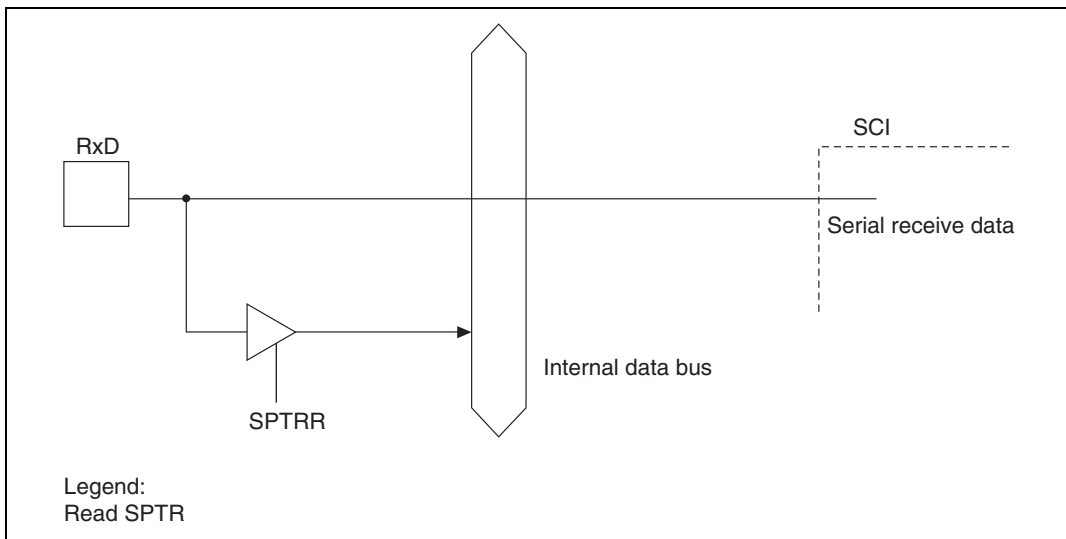 SCI
RxD
Serial receive data
Internal data bus
SPTRR
Legend:
Read SPTR